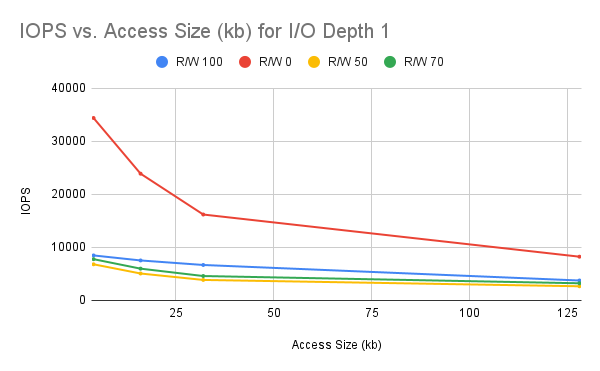 IOPS vs. Access Size (kb) for I/O Depth 1
R/W 100 R/W 0 R/W 50 R/W 70
40000
30000
20000
10000
0
IOPS
25 50 75 100 125
Access Size (kb)